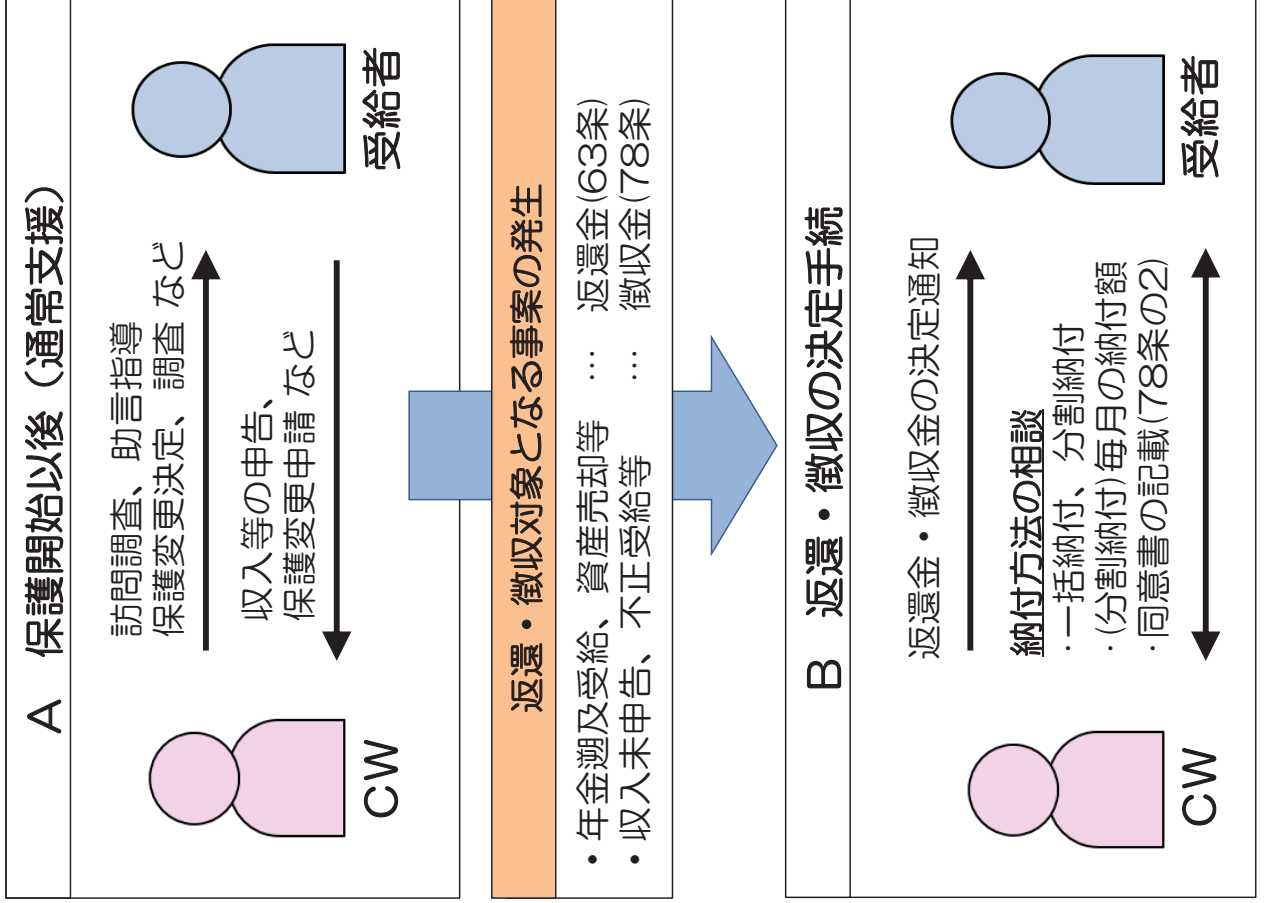 A 保護開始以後（通常支援）
訪問調査、助言指導
保護変更決定、調査 など
収入等の申告、
保護変更申請 など
CW
受給者
返還・徴収対象となる事案の発生
・年金遡及受給、資産売却等 … 返還金(63条)
・収入未申告、不正受給等 … 徴収金(78条)
B 返還・徴収の決定手続
返還金・徴収金の決定通知
納付方法の相談
・一括納付、分割納付
・(分割納付)毎月の納付額
・同意書の記載(78条の2)
CW
受給者